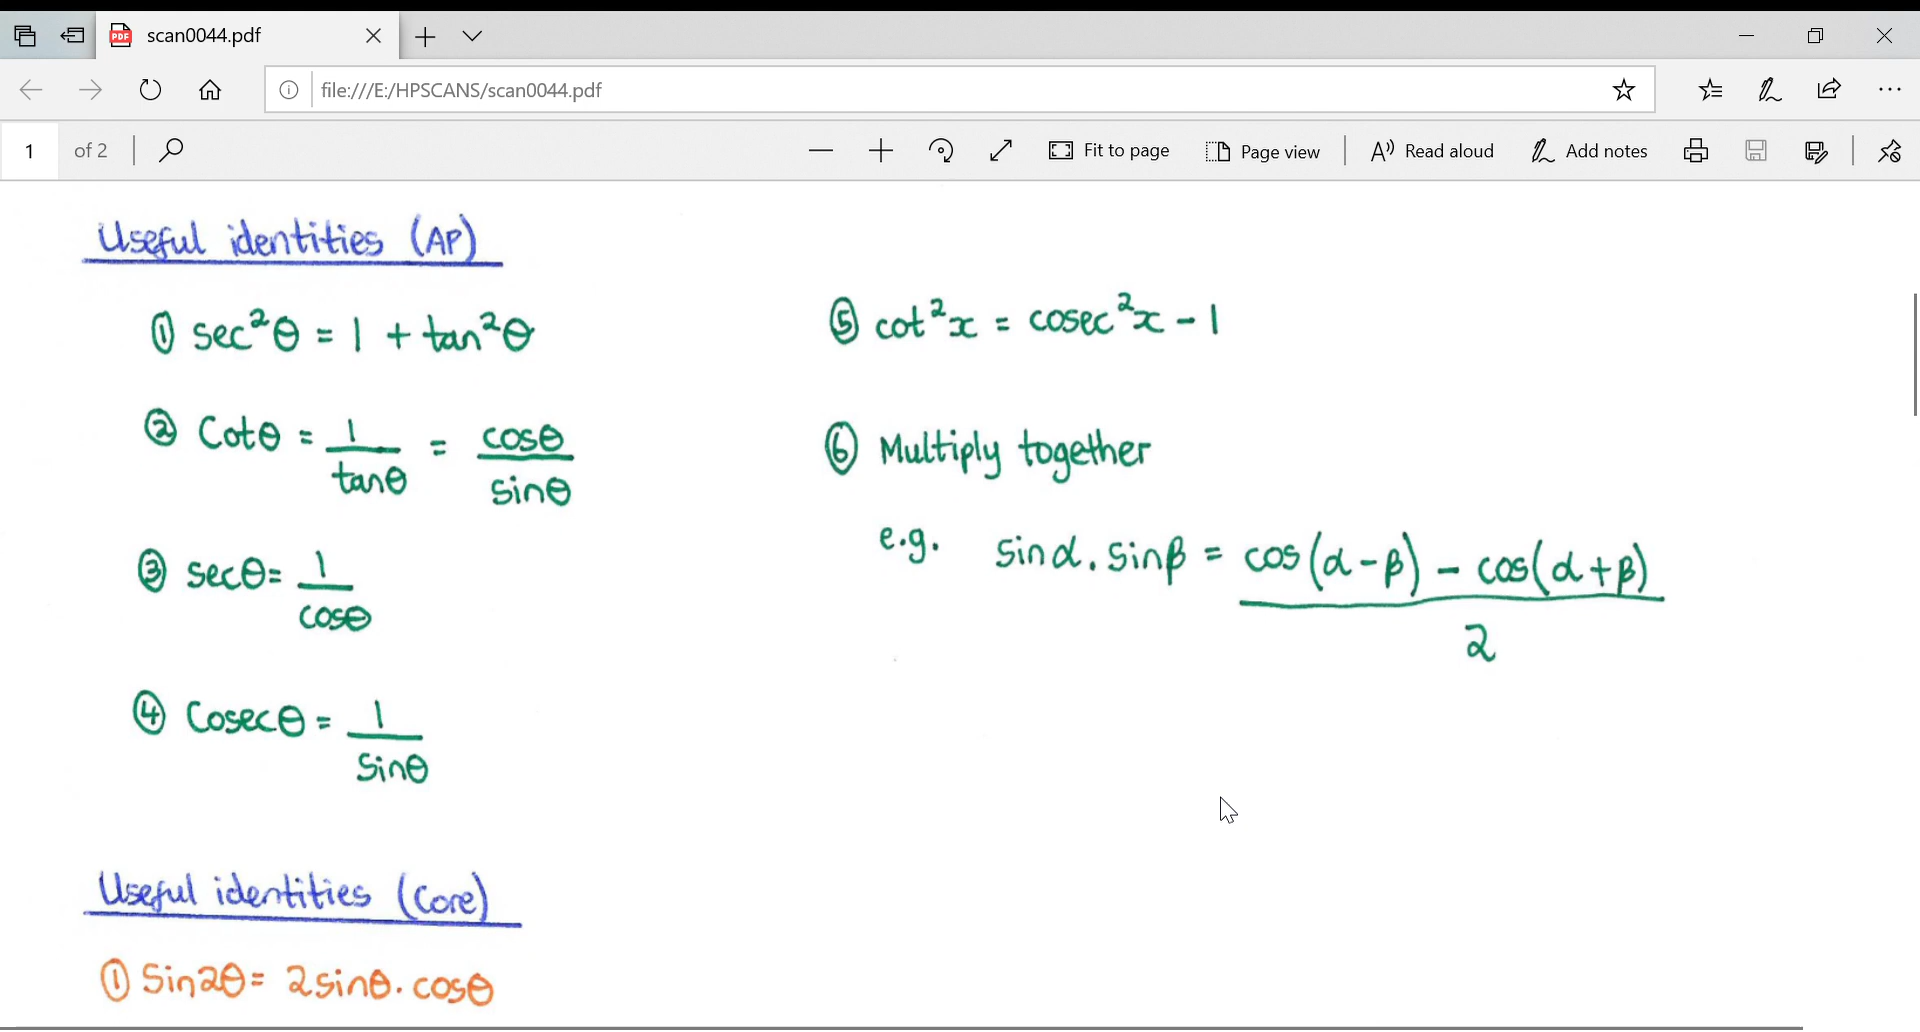 scan0044.pdf
file:///E:/HPSCANS/scan0044.pdf
1 of 2 Fit to page Page view Read aloud Add notes
Useful identities (AP)
① sec²θ = 1 + tan²θ
② Cotθ = 1/tanθ = cosθ/sinθ
③ secθ = 1/cosθ
④ Cosecθ = 1/sinθ
⑤ cot²x = cosec²x - 1
⑥ Multiply together
e.g. sinα . sinβ = cos(α-β) - cos(α+β) / 2
Useful identities (Core)
① Sin2θ = 2sinθ . cosθ